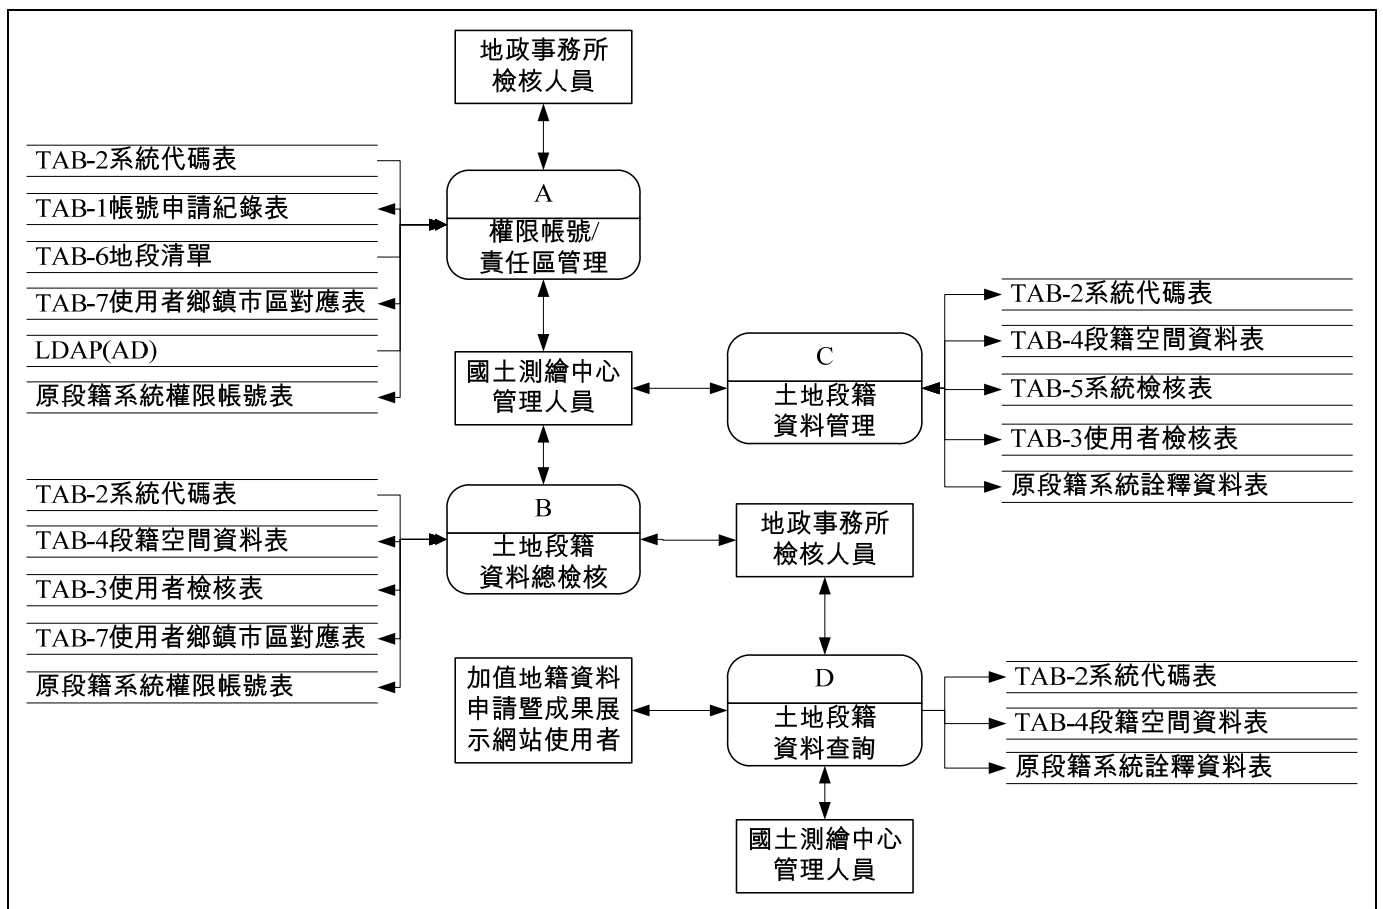 地政事務所
檢核人員
TAB-2系統代碼表
TAB-1帳號申請紀錄表
TAB-6地段清單
TAB-7使用者鄉鎮市區對應表
LDAP(AD)
原段籍系統權限帳號表
A
權限帳號/
責任區管理
國土測繪中心
管理人員
C
土地段籍
資料管理
TAB-2系統代碼表
TAB-4段籍空間資料表
TAB-5系統檢核表
TAB-3使用者檢核表
原段籍系統詮釋資料表
TAB-2系統代碼表
TAB-4段籍空間資料表
TAB-3使用者檢核表
TAB-7使用者鄉鎮市區對應表
原段籍系統權限帳號表
B
土地段籍
資料總檢核
地政事務所
檢核人員
加值地籍資料
申請暨成果展
示網站使用者
D
土地段籍
資料查詢
TAB-2系統代碼表
TAB-4段籍空間資料表
原段籍系統詮釋資料表
國土測繪中心
管理人員